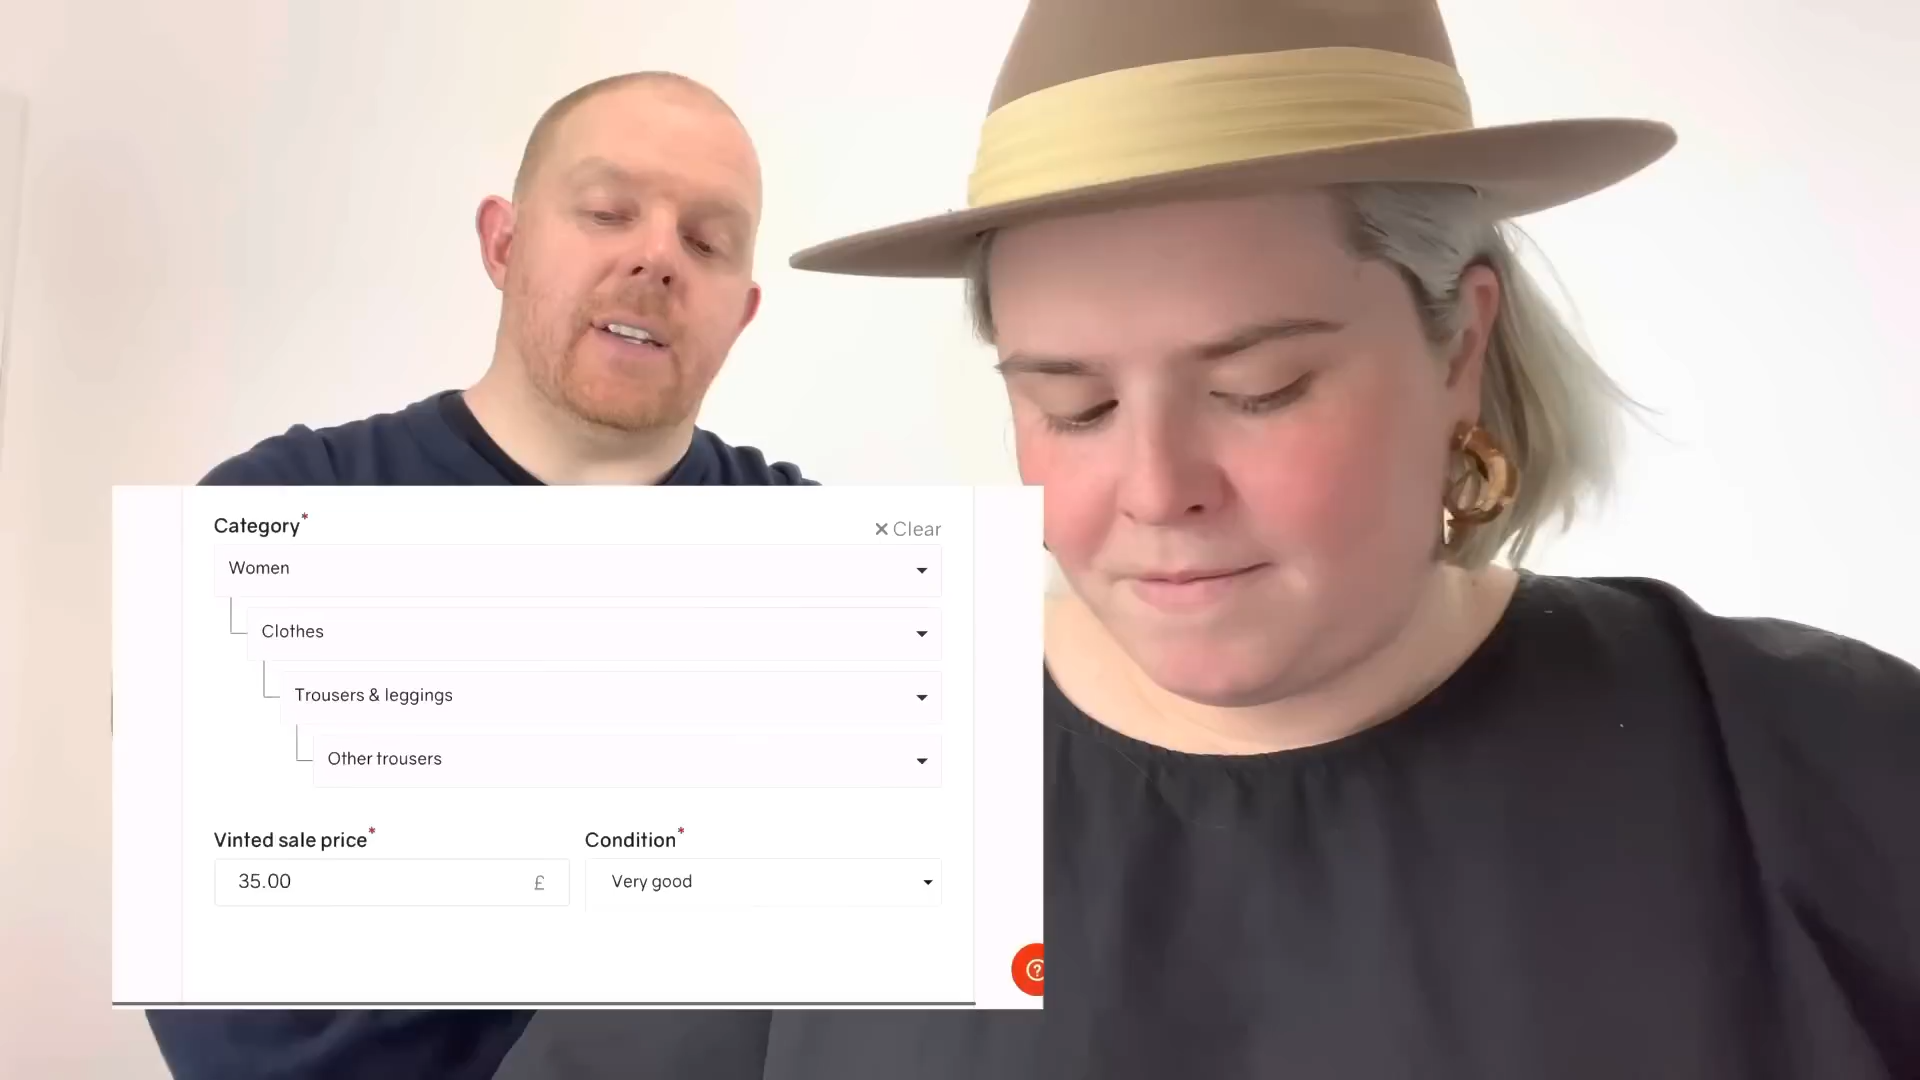 Category*
× Clear
Women
Clothes
Trousers & leggings
Other trousers
Vinted sale price*
Condition*
35.00 £
Very good
?